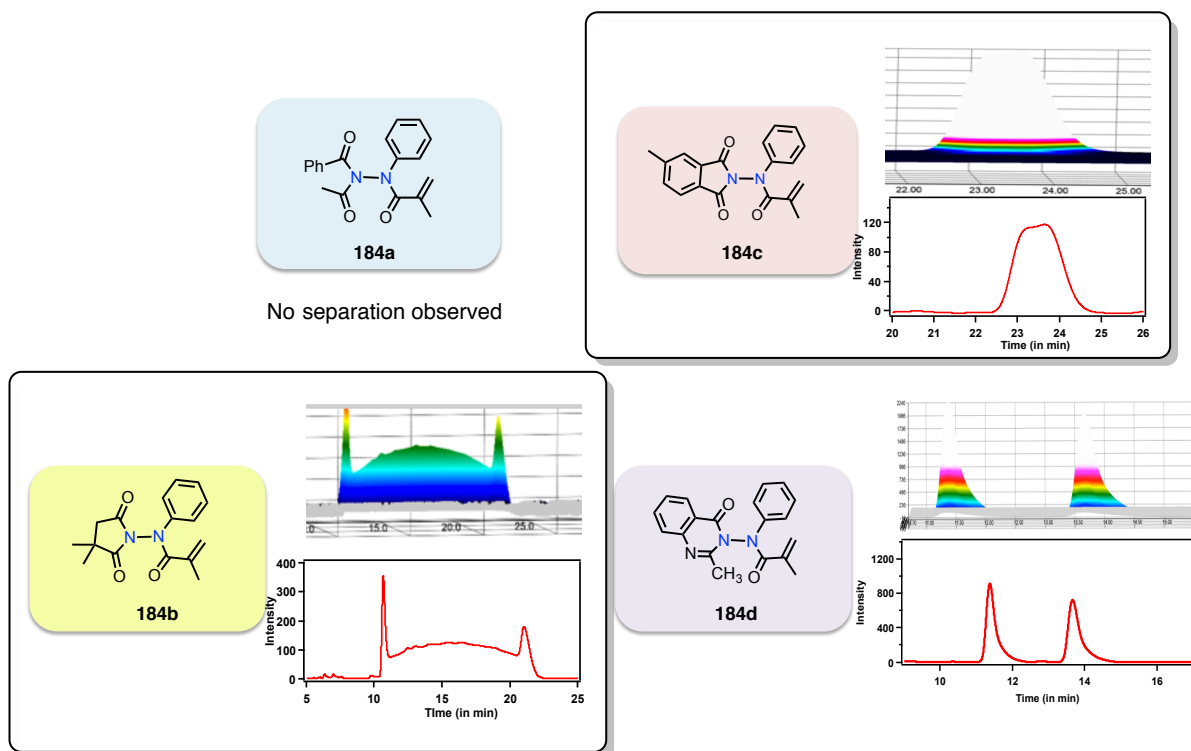 O
Ph
N
N
O
O
184a
No separation observed
O
N
N
O
O
184c
22.00 23.00 24.00 25.00
120
80
40
0
Intensity
20 21 22 23 24 25 26
Time (in min)
O
N
N
O
O
184b
15.0 25.0
400
300
200
100
0
Intensity
5 10 15 20 25
TIme (in min)
O
N
N
N
CH3
O
184d
1200
800
400
0
Intensity
10 12 14 16
Time (in min)